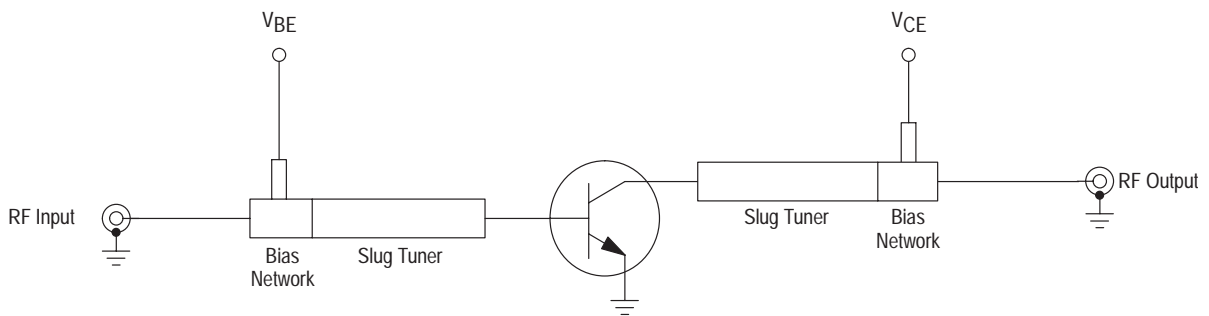 VBE
VCE
RF Input
Bias
Network
Slug Tuner
Slug Tuner
Bias
Network
RF Output